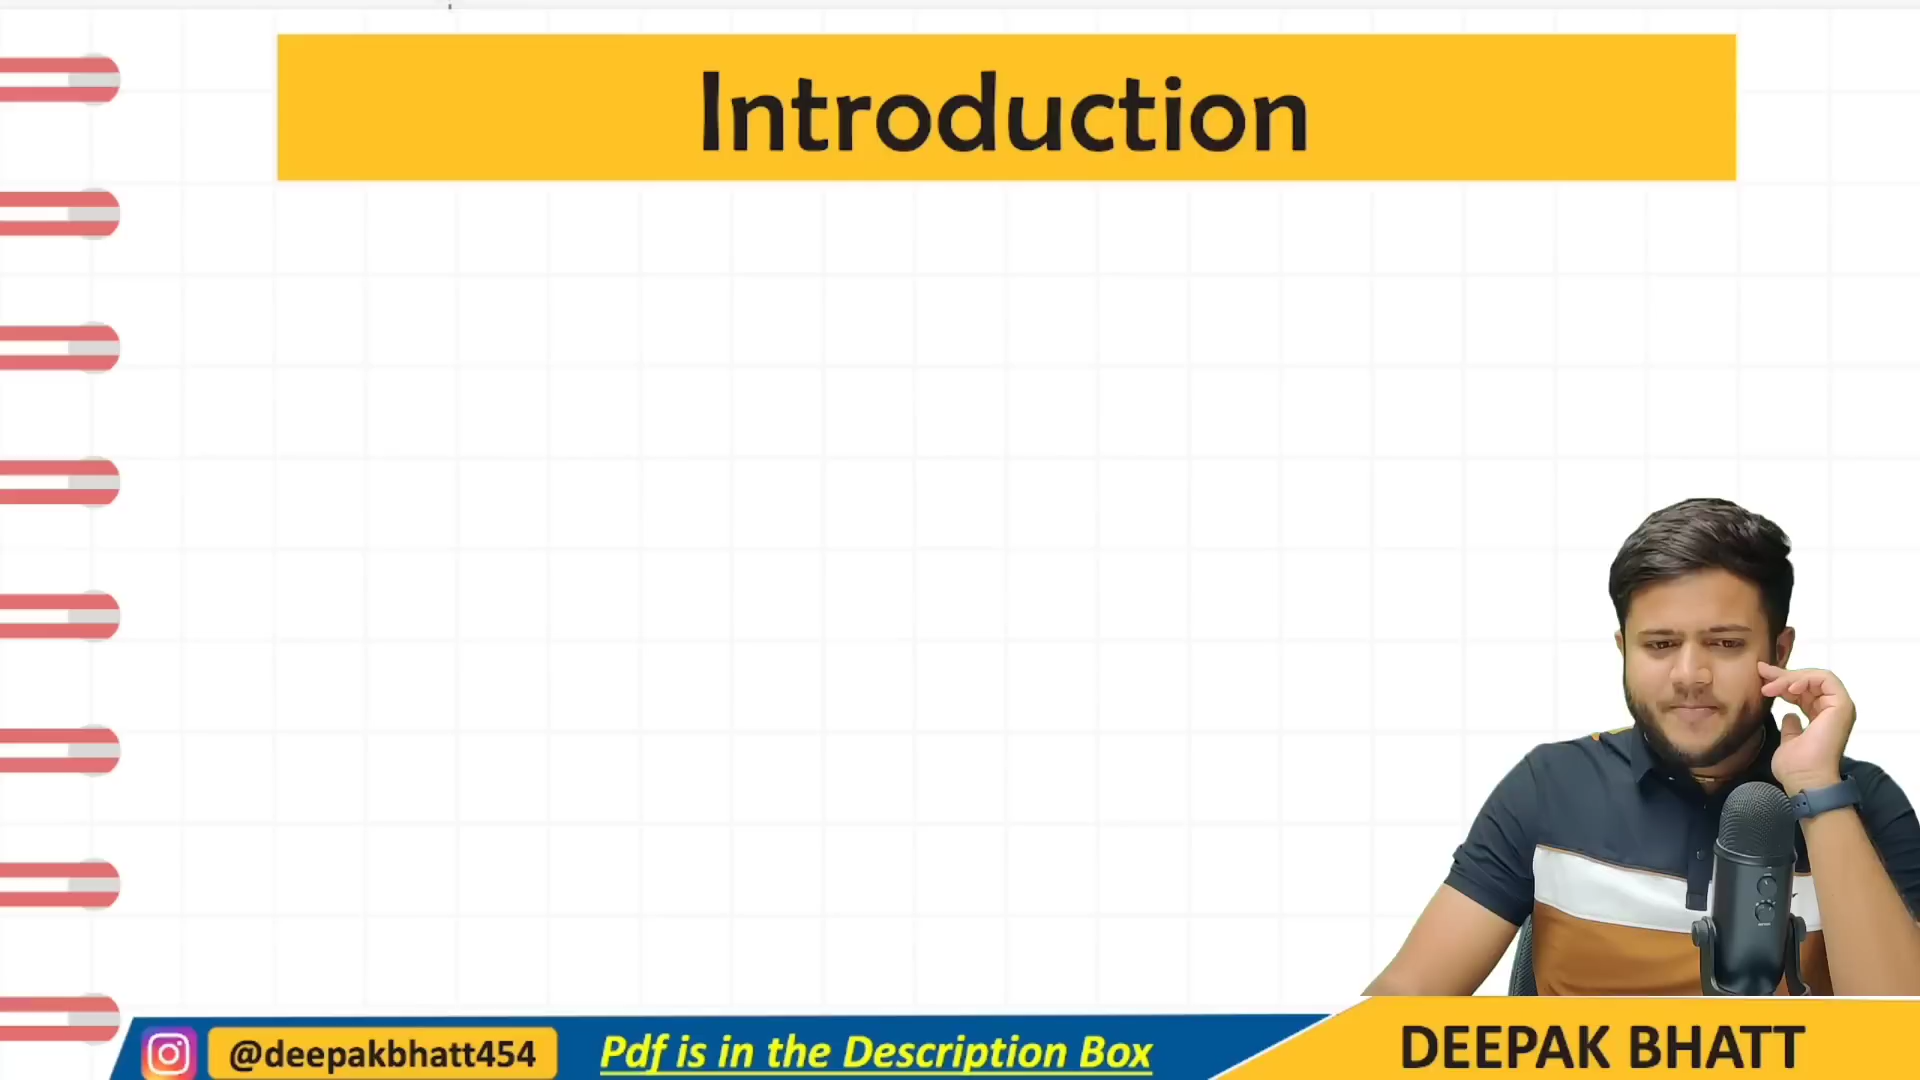 Introduction
@deepakbhatt454
Pdf is in the Description Box
DEEPAK BHATT